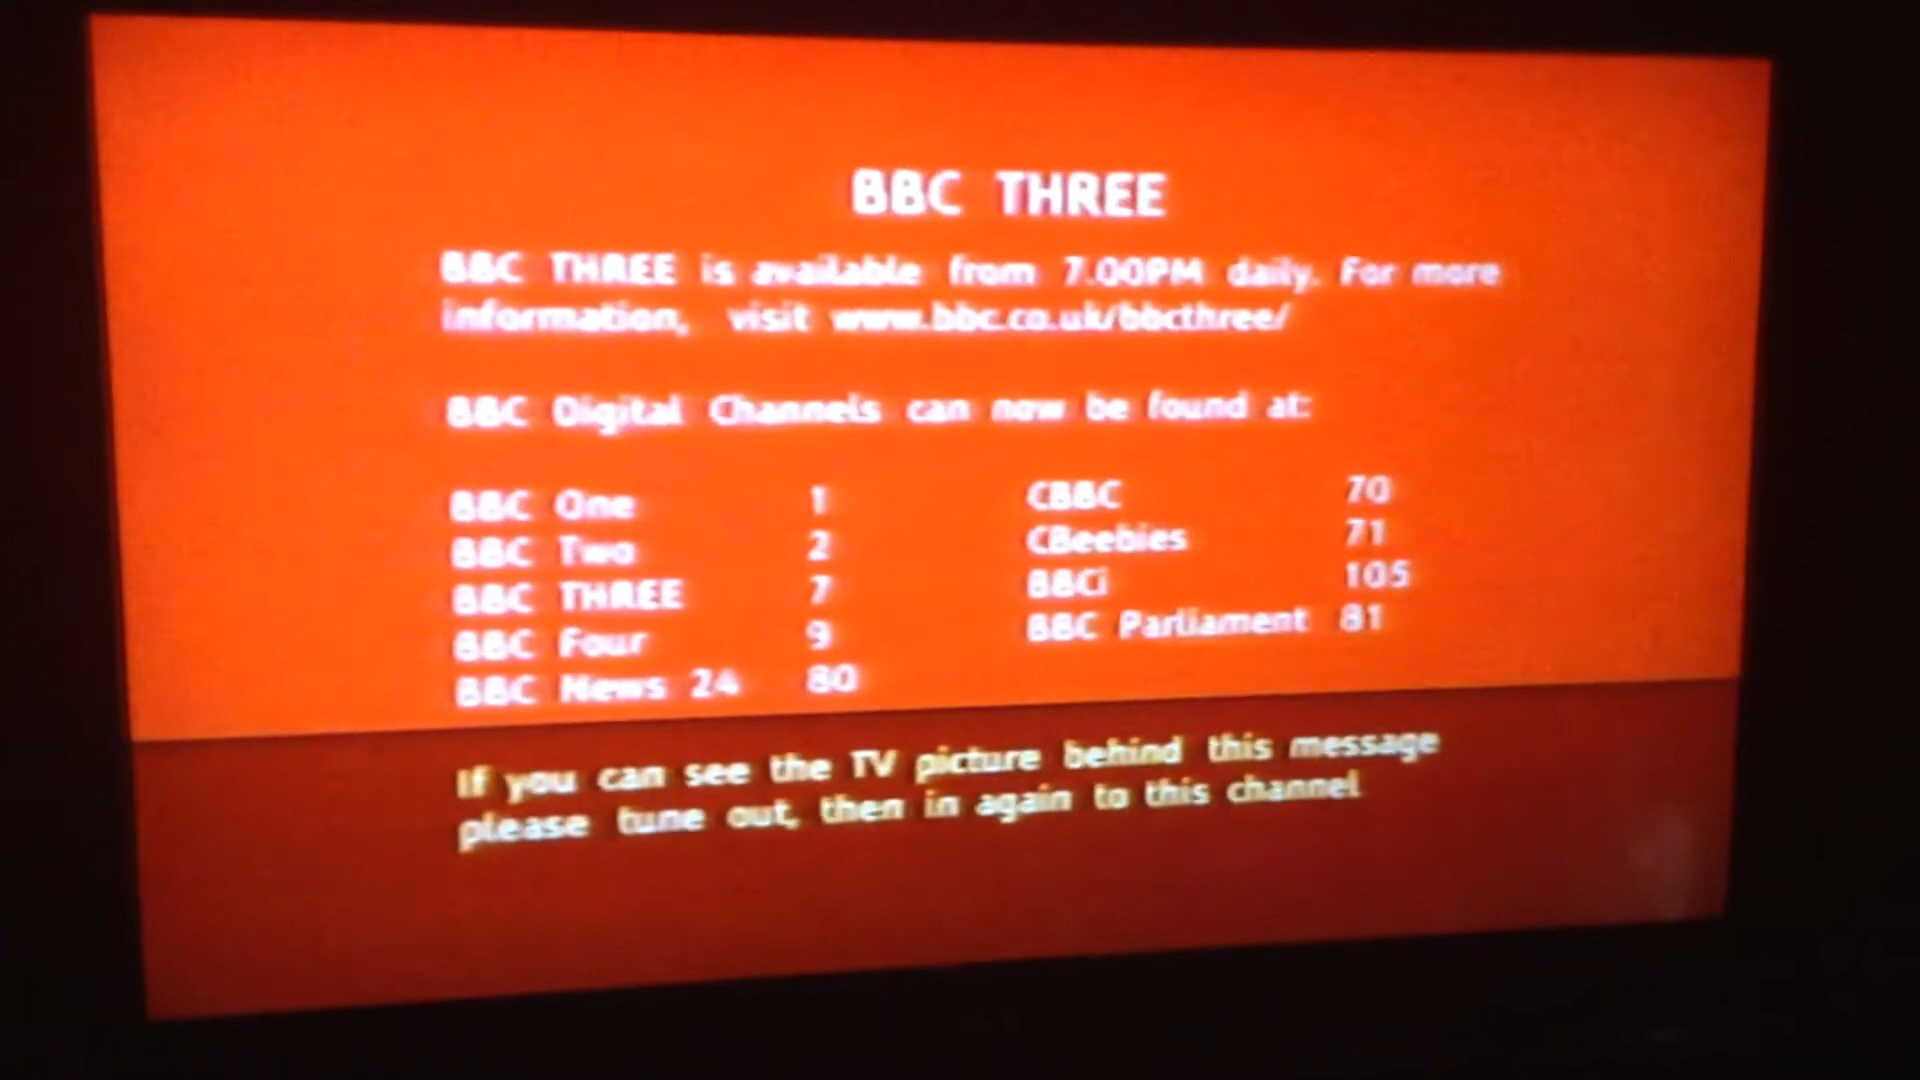 BBC THREE
BBC THREE is available from 7.00PM daily. For more
information, visit www.bbc.co.uk/bbcthree/
BBC Digital Channels can now be found at:
BBC One 1 CBBC 70
BBC Two 2 CBeebies 71
BBC THREE 7 BBCi 105
BBC Four 9 BBC Parliament 81
BBC News 24 80
If you can see the TV picture behind this message
please tune out, then in again to this channel